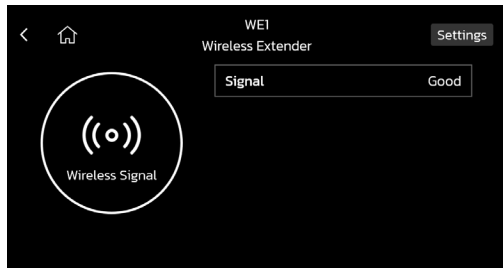 WE1
Wireless Extender
Settings
Signal Good
Wireless Signal